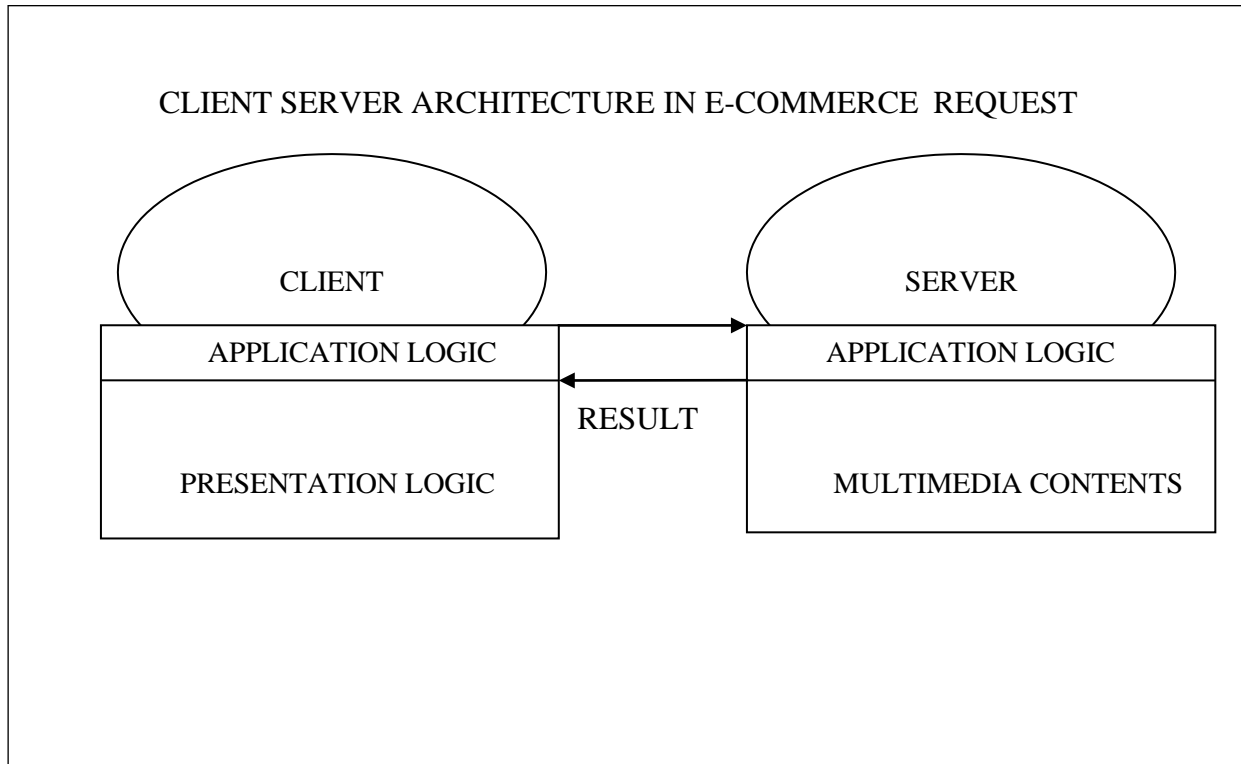 CLIENT SERVER ARCHITECTURE IN E-COMMERCE REQUEST
CLIENT
SERVER
APPLICATION LOGIC
APPLICATION LOGIC
RESULT
PRESENTATION LOGIC
MULTIMEDIA CONTENTS